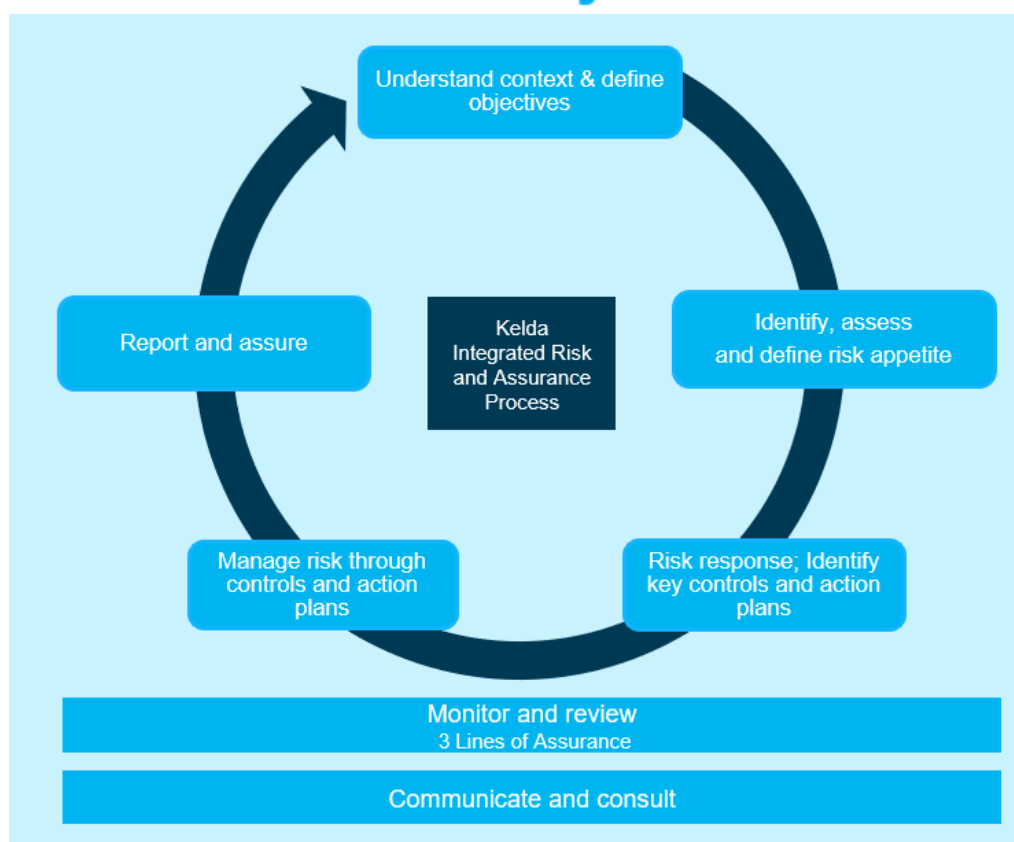 Understand context & define
objectives
Identify, assess
and define risk appetite
Risk response; Identify
key controls and action
plans
Manage risk through
controls and action
plans
Report and assure
Kelda
Integrated Risk
and Assurance
Process
Monitor and review
3 Lines of Assurance
Communicate and consult